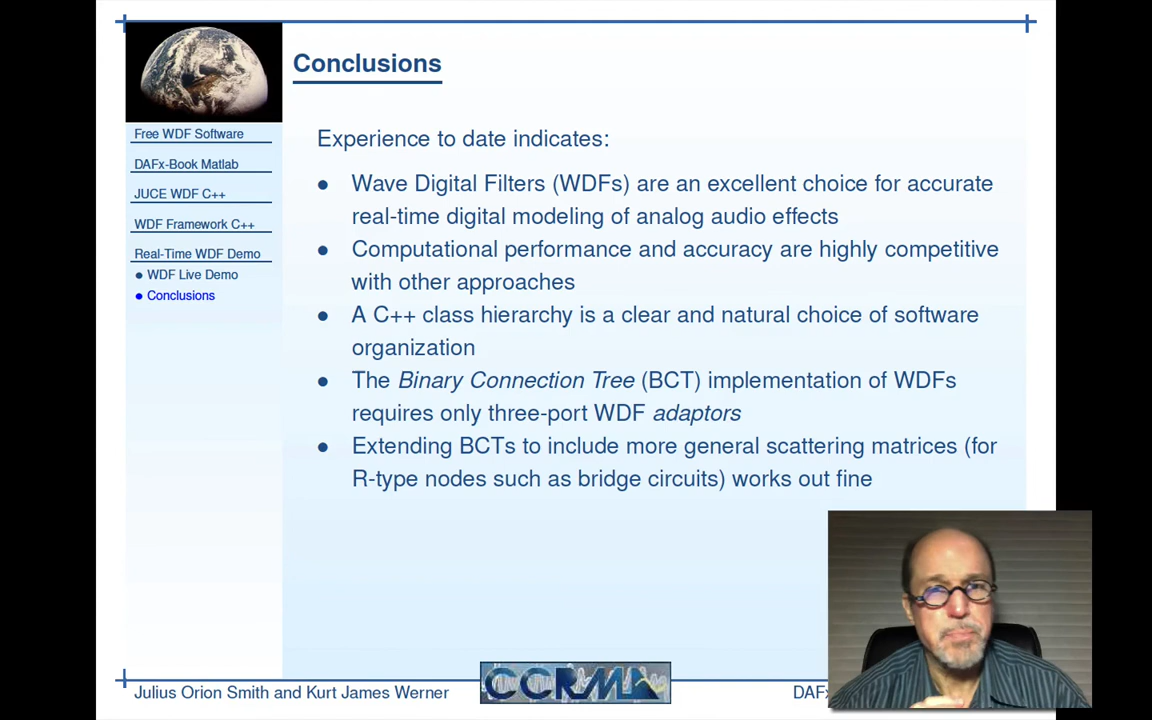 Conclusions
Free WDF Software
DAFx-Book Matlab
JUCE WDF C++
WDF Framework C++
Real-Time WDF Demo
● WDF Live Demo
● Conclusions
Experience to date indicates:
● Wave Digital Filters (WDFs) are an excellent choice for accurate
real-time digital modeling of analog audio effects
● Computational performance and accuracy are highly competitive
with other approaches
● A C++ class hierarchy is a clear and natural choice of software
organization
● The Binary Connection Tree (BCT) implementation of WDFs
requires only three-port WDF adaptors
● Extending BCTs to include more general scattering matrices (for
R-type nodes such as bridge circuits) works out fine
Julius Orion Smith and Kurt James Werner
CCRMA